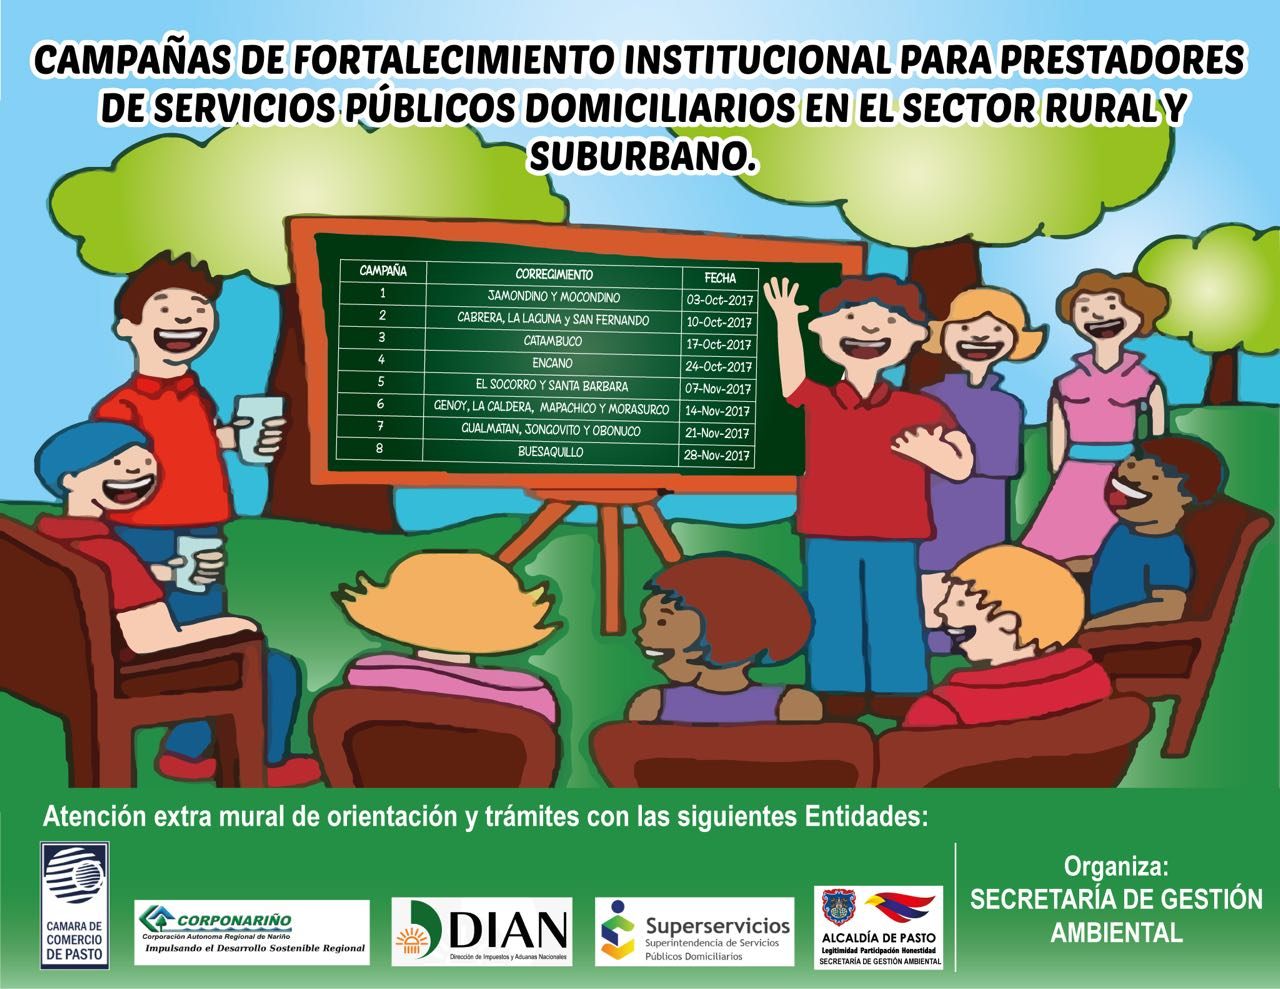 CAMPAÑAS DE FORTALECIMIENTO INSTITUCIONAL PARA PRESTADORES
DE SERVICIOS PÚBLICOS DOMICILIARIOS EN EL SECTOR RURAL Y
SUBURBANO.
CAMPAÑA CORREGIMIENTO FECHA
1 JAMONDINO Y MOCONDINO 03-Oct-2017
2 CABRERA, LA LAGUNA y SAN FERNANDO 10-Oct-2017
3 CATAMBUCO 17-Oct-2017
4 ENCANO 24-Oct-2017
5 EL SOCORRO Y SANTA BARBARA 07-Nov-2017
6 GENOY, LA CALDERA, MAPACHICO Y MORASURCO 14-Nov-2017
7 GUALMATAN, JONGOVITO Y OBONUCO 21-Nov-2017
8 BUESAQUILLO 28-Nov-2017
Atención extra mural de orientación y trámites con las siguientes Entidades:
CAMARA DE
COMERCIO
DE PASTO
CORPONARIÑO
Corporación Autonoma Regional de Nariño
Impulsando el Desarrollo Sostenible Regional
DIAN
Dirección de Impuestos y Aduanas Nacionales
Superservicios
Superintendencia de Servicios
Públicos Domiciliarios
ALCALDÍA DE PASTO
Legitimidad Participación Honestidad
SECRETARÍA DE GESTIÓN AMBIENTAL
Organiza:
SECRETARÍA DE GESTIÓN
AMBIENTAL